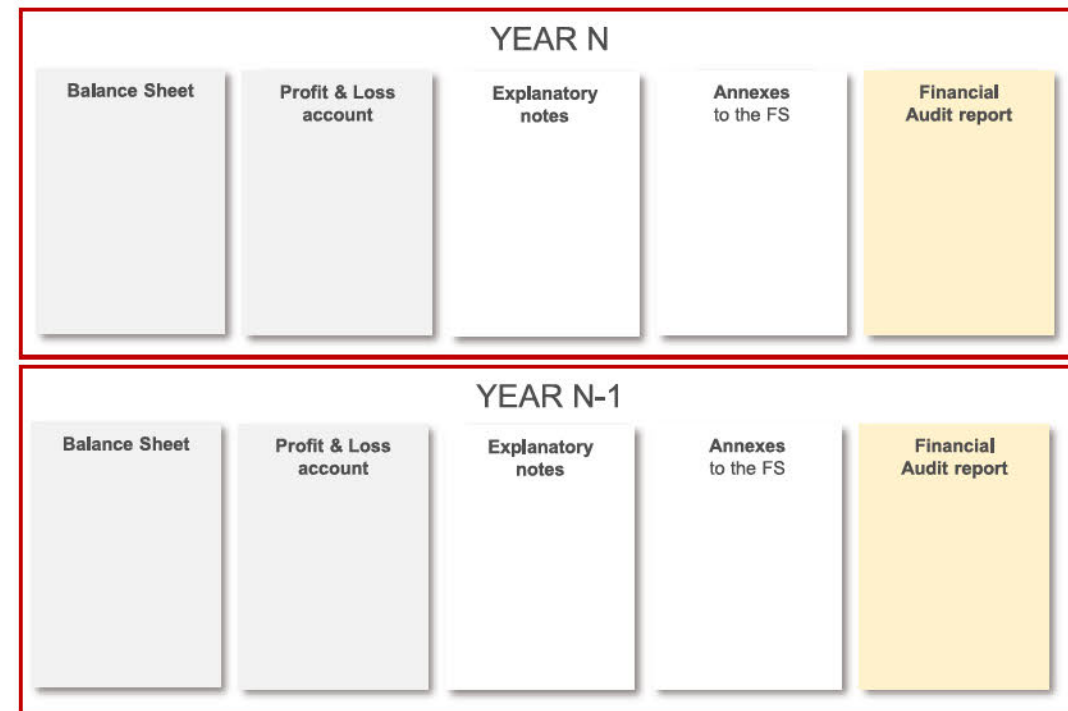 YEAR N
Balance Sheet
Profit & Loss
account
Explanatory
notes
Annexes
to the FS
Financial
Audit report
YEAR N-1
Balance Sheet
Profit & Loss
account
Explanatory
notes
Annexes
to the FS
Financial
Audit report